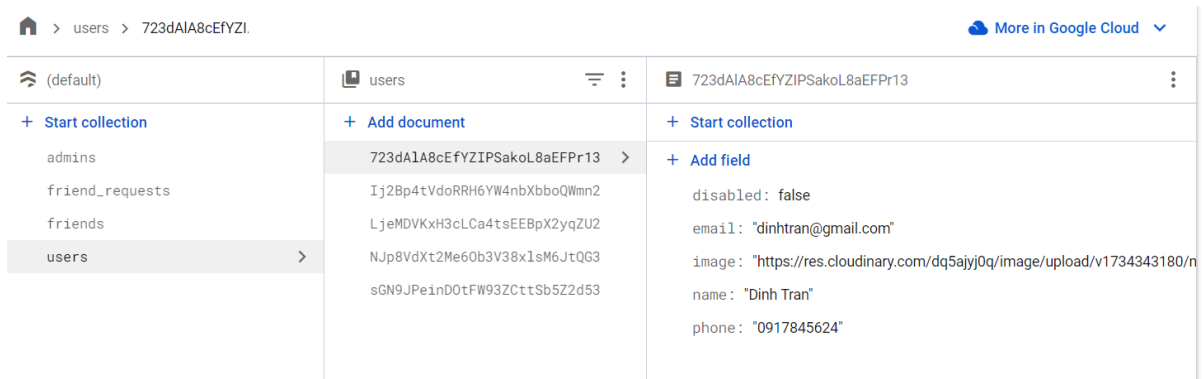 users > 723dAlA8cEfYZI.
More in Google Cloud
(default)
users
723dAlA8cEfYZIPSakoL8aEFPr13
+ Start collection
+ Add document
+ Start collection
admins
friend_requests
friends
users
723dAlA8cEfYZIPSakoL8aEFPr13
Ij2Bp4tVdoRRH6YW4nbXbboQWmn2
LjeMDVKxH3cLCa4tsEEBpX2yqZU2
NJp8VdXt2Me6Ob3V38xlsM6JtQG3
sGN9JPeinDOtFW93ZCttSb5Z2d53
+ Add field
disabled: false
email: "dinhtran@gmail.com"
image: "https://res.cloudinary.com/dq5ajyj0q/image/upload/v1734343180/
name: "Dinh Tran"
phone: "0917845624"